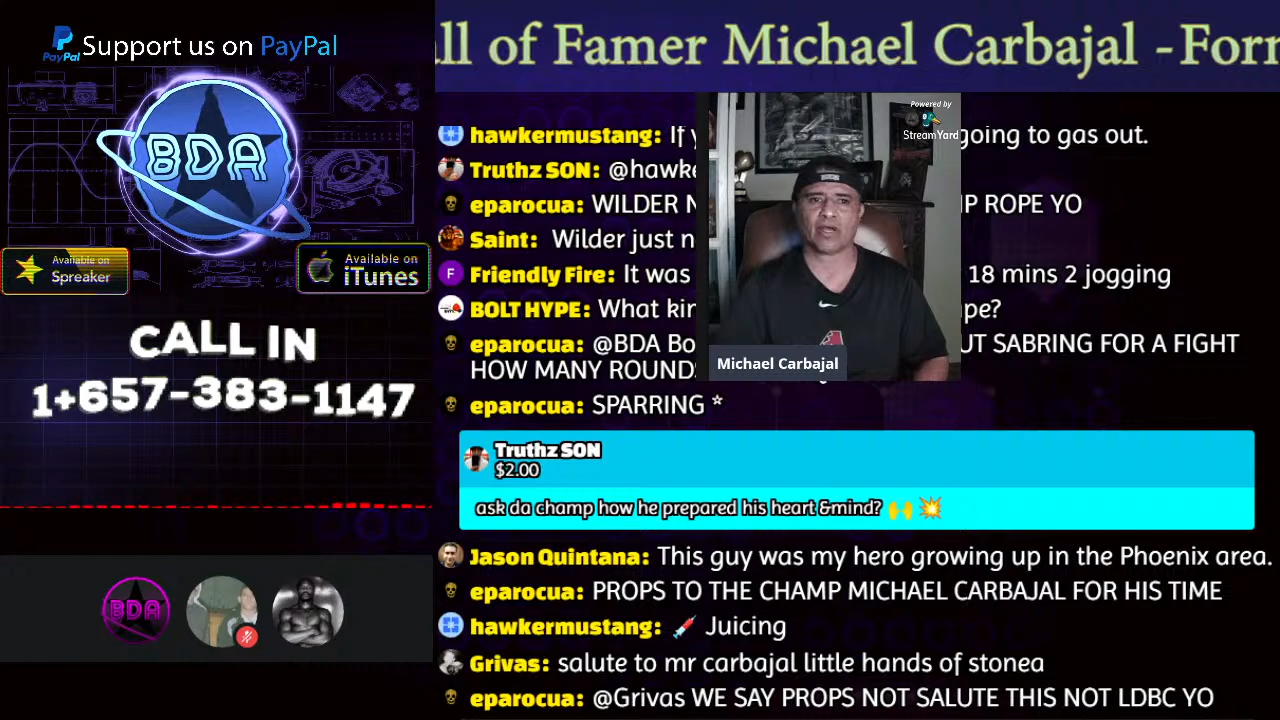 PayPal
Support us on PayPal
BDA
Available on
Spreaker
Available on
iTunes
CALL IN
1+657-383-1147
BDA
all of Famer Michael Carbajal -Forn
Powered by
StreamYard
hawkermustang: If y going to gas out.
Truthz SON: @hawke
eparocua: WILDER N IP ROPE YO
Saint: Wilder just n
Friendly Fire: It was 18 mins 2 jogging
BOLT HYPE: What kin pe?
eparocua: @BDA Bo UT SABRING FOR A FIGHT
HOW MANY ROUND
Michael Carbajal
eparocua: SPARRING *
Truthz SON
$2.00
ask da champ how he prepared his heart &mind? 🙌 💥
Jason Quintana: This guy was my hero growing up in the Phoenix area.
eparocua: PROPS TO THE CHAMP MICHAEL CARBAJAL FOR HIS TIME
hawkermustang: 💉 Juicing
Grivas: salute to mr carbajal little hands of stonea
eparocua: @Grivas WE SAY PROPS NOT SALUTE THIS NOT LDBC YO